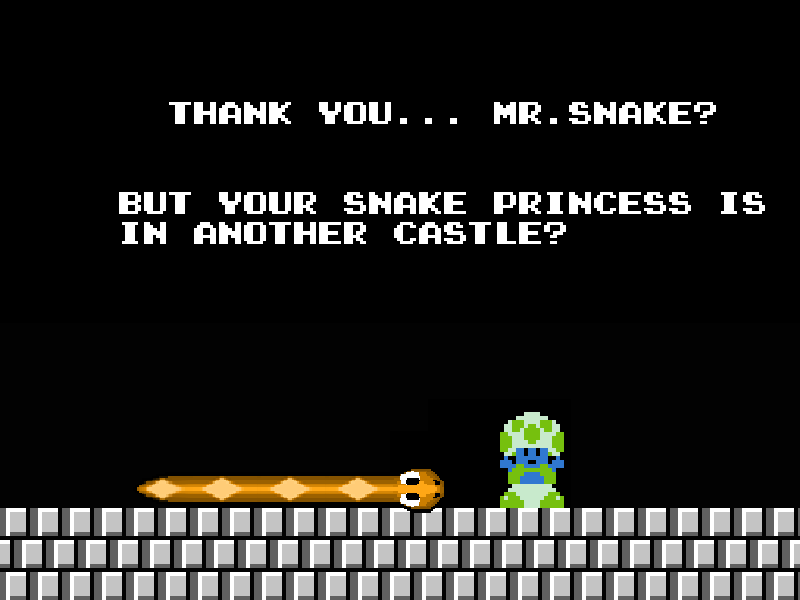 THANK YOU... MR.SNAKE?
BUT YOUR SNAKE PRINCESS IS
IN ANOTHER CASTLE?